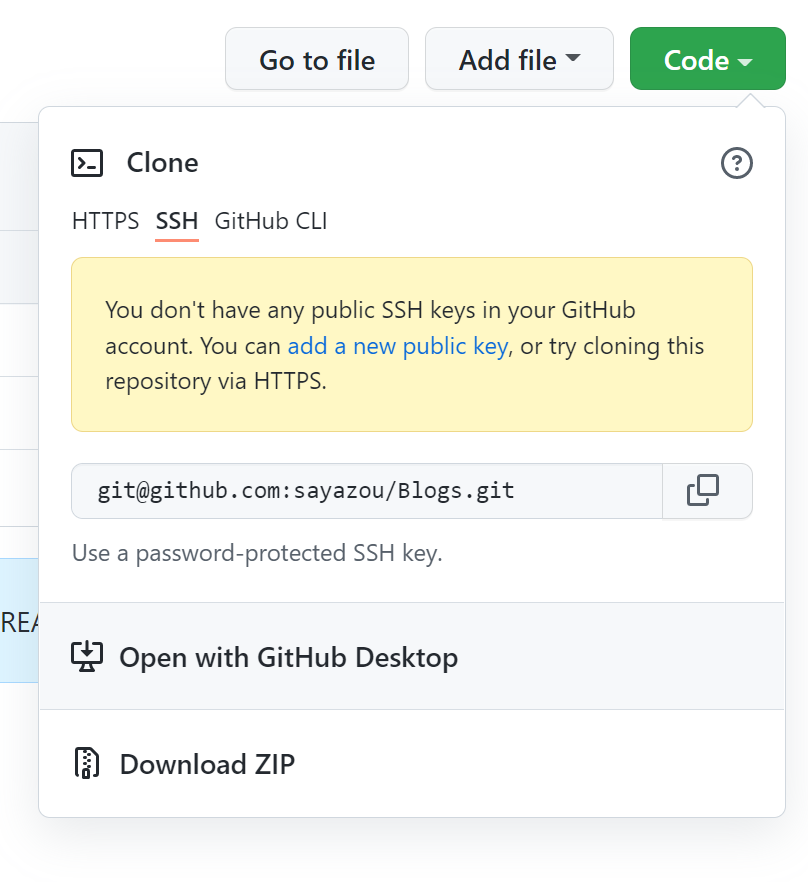 Go to file
Add file
Code
Clone
HTTPS SSH GitHub CLI
You don't have any public SSH keys in your GitHub
account. You can add a new public key, or try cloning this
repository via HTTPS.
git@github.com:sayazou/Blogs.git
Use a password-protected SSH key.
REA
Open with GitHub Desktop
Download ZIP